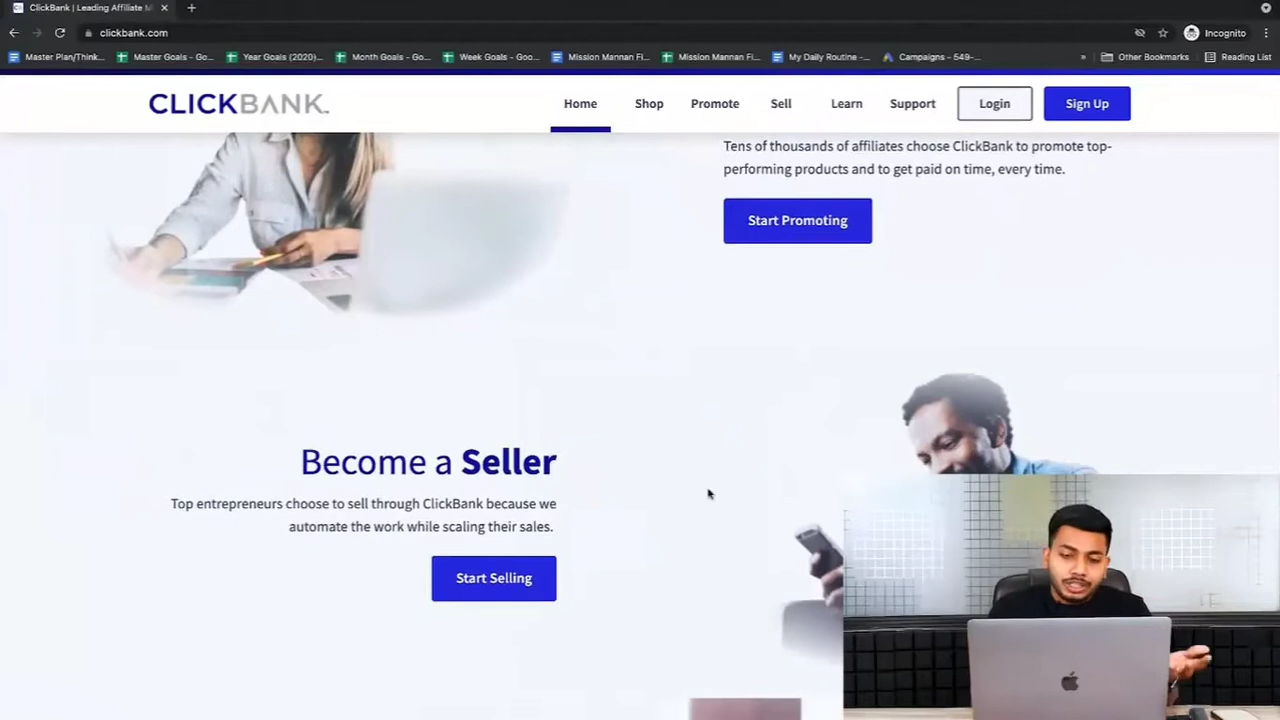 ClickBank | Leading Affiliate M
clickbank.com
Incognito
Master Plan/Think...
Master Goals - Go...
Year Goals (2020)...
Month Goals - Go...
Week Goals - Goo...
Mission Mannan Fi...
Mission Mannan Fi...
My Daily Routine -...
Campaigns - 549-...
»
Other Bookmarks
Reading List
CLICKBANK
Home
Shop
Promote
Sell
Learn
Support
Login
Sign Up
Tens of thousands of affiliates choose ClickBank to promote top-
performing products and to get paid on time, every time.
Start Promoting
Become a Seller
Top entrepreneurs choose to sell through ClickBank because we
automate the work while scaling their sales.
Start Selling